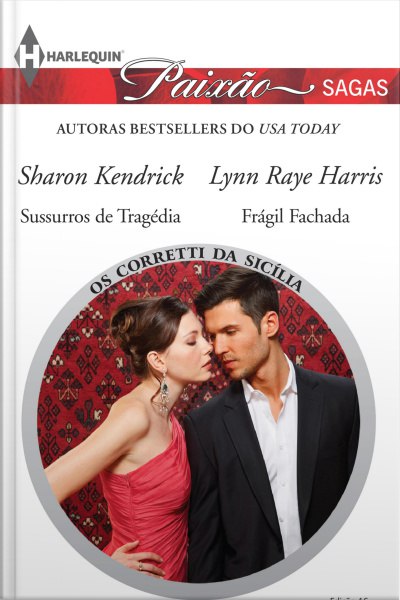 HARLEQUIN®
Paixão SAGAS
AUTORAS BESTSELLERS DO USA TODAY
Sharon Kendrick Lynn Raye Harris
Sussurros de Tragédia Frágil Fachada
OS CORRETTI DA SICÍLIA